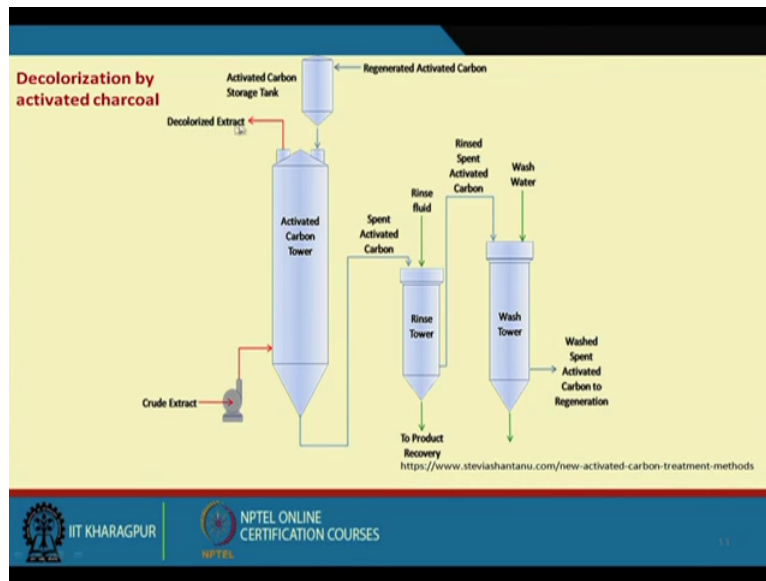 Decolorization by
activated charcoal
Activated Carbon
Storage Tank
Regenerated Activated Carbon
Decolorized Extract
Activated
Carbon
Tower
Spent
Activated
Carbon
Rinse
fluid
Rinsed
Spent
Activated
Carbon
Wash
Water
Rinse
Tower
Wash
Tower
Washed
Spent
Activated
Carbon to
Regeneration
Crude Extract
To Product
Recovery
https://www.steviashantanu.com/new-activated-carbon-treatment-methods
IIT KHARAGPUR
NPTEL
NPTEL ONLINE
CERTIFICATION COURSES
13